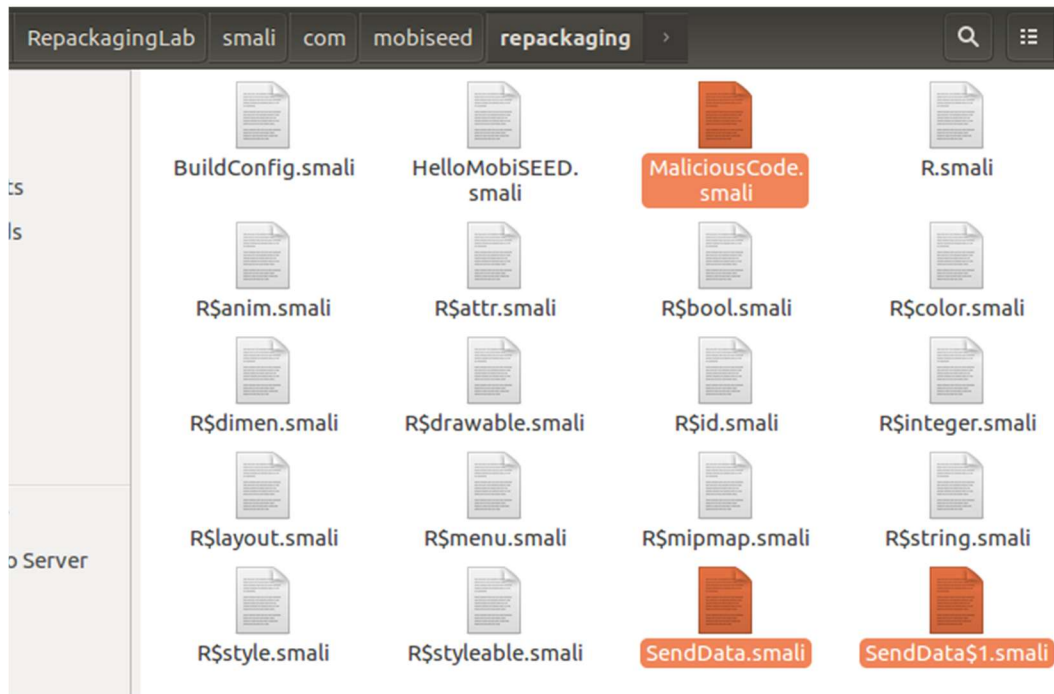 RepackagingLab smali com mobiseed repackaging
BuildConfig.smali HelloMobiSEED. MaliciousCode. R.smali
smali smali
ts
ls
R$anim.smali R$attr.smali R$bool.smali R$color.smali
R$dimen.smali R$drawable.smali R$id.smali R$integer.smali
R$layout.smali R$menu.smali R$mipmap.smali R$string.smali
o Server
R$style.smali R$styleable.smali SendData.smali SendData$1.smali